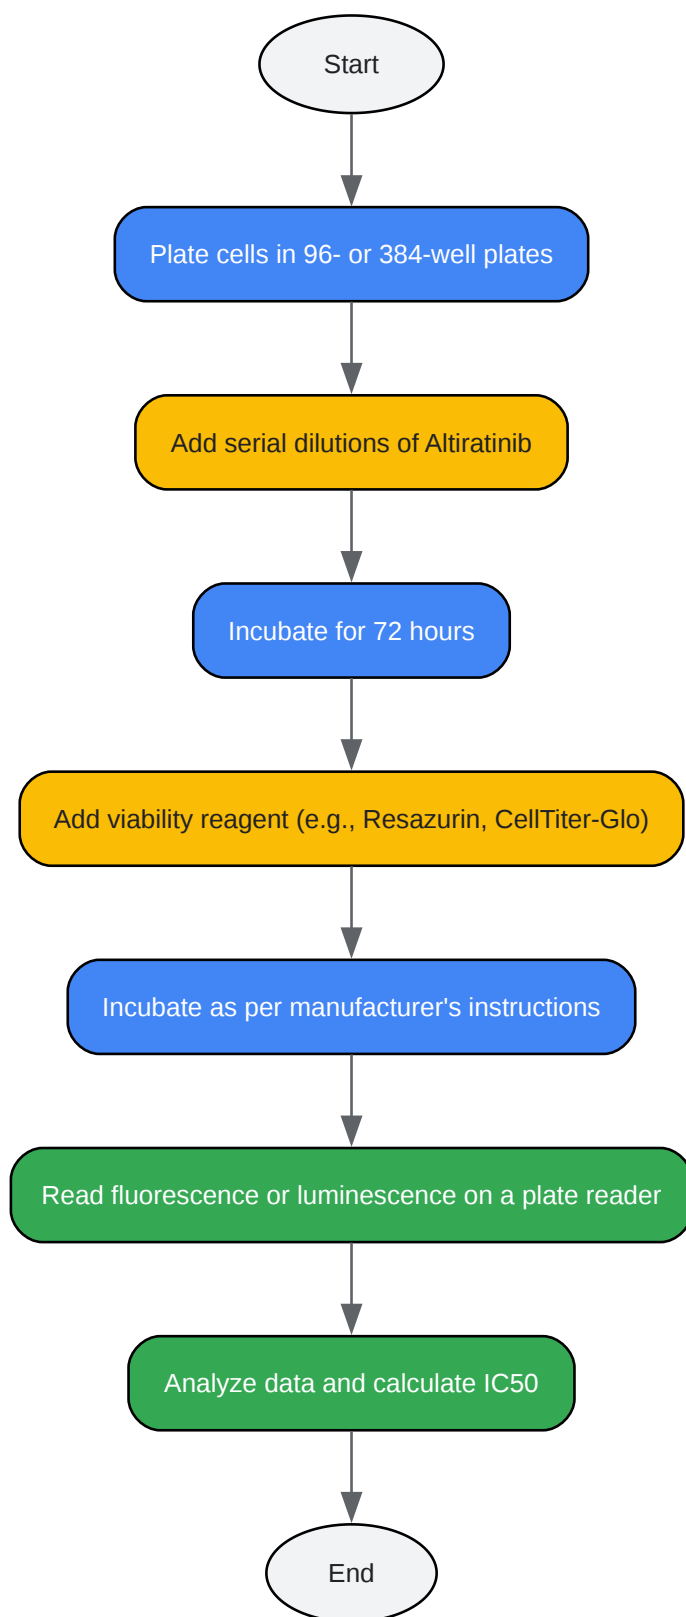 Start
Plate cells in 96- or 384-well plates
Add serial dilutions of Altiratinib
Incubate for 72 hours
Add viability reagent (e.g., Resazurin, CellTiter-Glo)
Incubate as per manufacturer's instructions
Read fluorescence or luminescence on a plate reader
Analyze data and calculate IC50
End